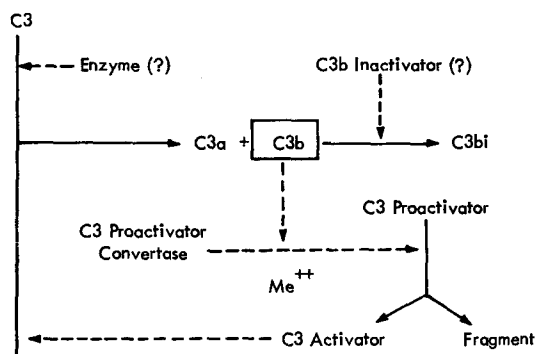 C3
Enzyme (?)
C3b Inactivator (?)
C3a + C3b
C3bi
C3 Proactivator
C3 Proactivator
Convertase
Me++
C3 Activator
Fragment